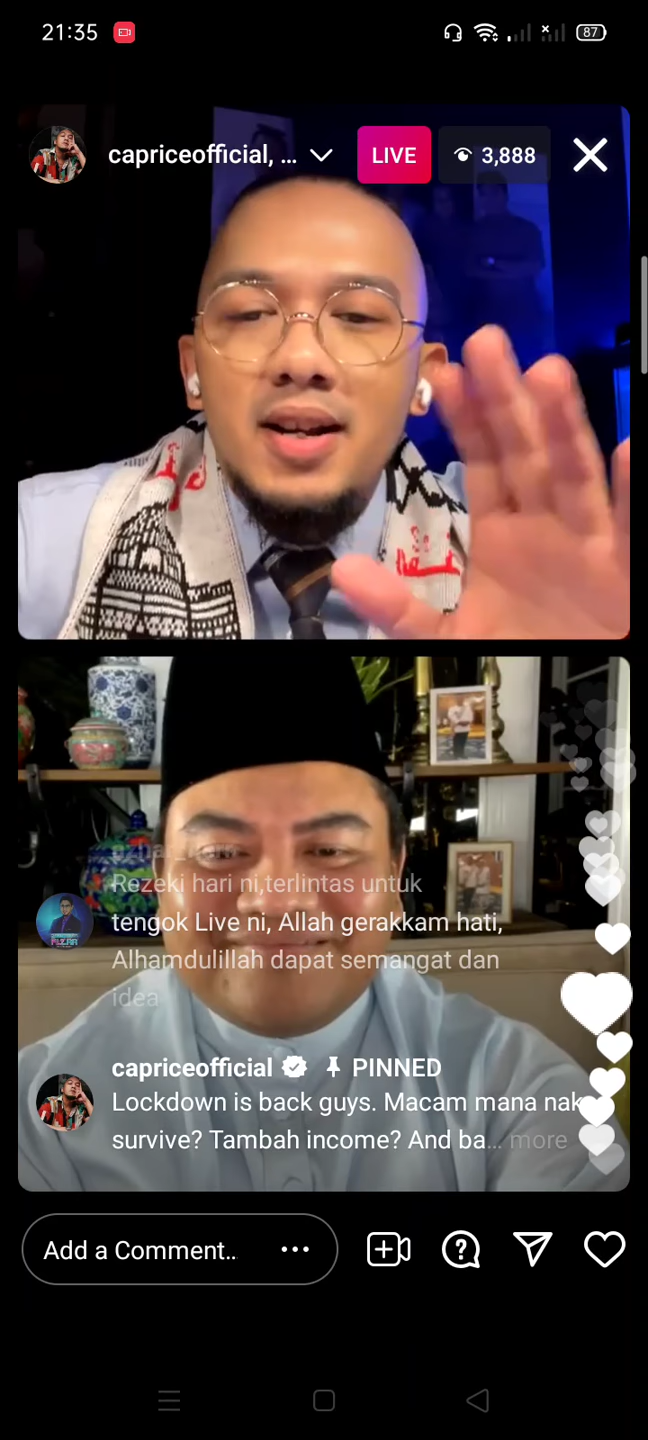 21:35
87
capriceofficial, ...
LIVE
3,888
Rezeki hari ni,terlintas untuk
tengok Live ni, Allah gerakkam hati,
Alhamdulillah dapat semangat dan
idea
capriceofficial PINNED
Lockdown is back guys. Macam mana nak
survive? Tambah income? And ba... more
Add a Comment..